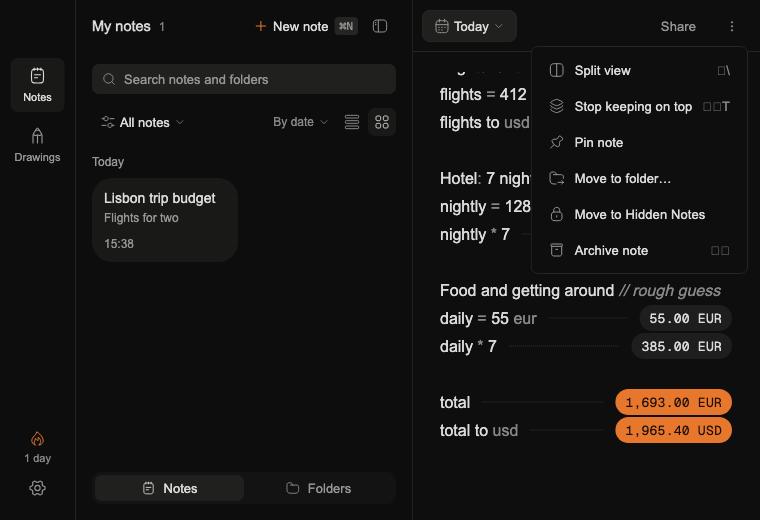 My notes 1
+ New note ⌘N
Today
Share
Notes
Drawings
Search notes and folders
All notes
By date
Today
Lisbon trip budget
Flights for two
15:38
1 day
Notes
Folders
flights = 412
flights to usd
Hotel:
nightly = 128
nightly * 7
Split view \
Stop keeping on top T
Pin note
Move to folder…
Move to Hidden Notes
Archive note
Food and getting around // rough guess
daily = 55 eur 55.00 EUR
daily * 7 385.00 EUR
total 1,693.00 EUR
total to usd 1,965.40 USD